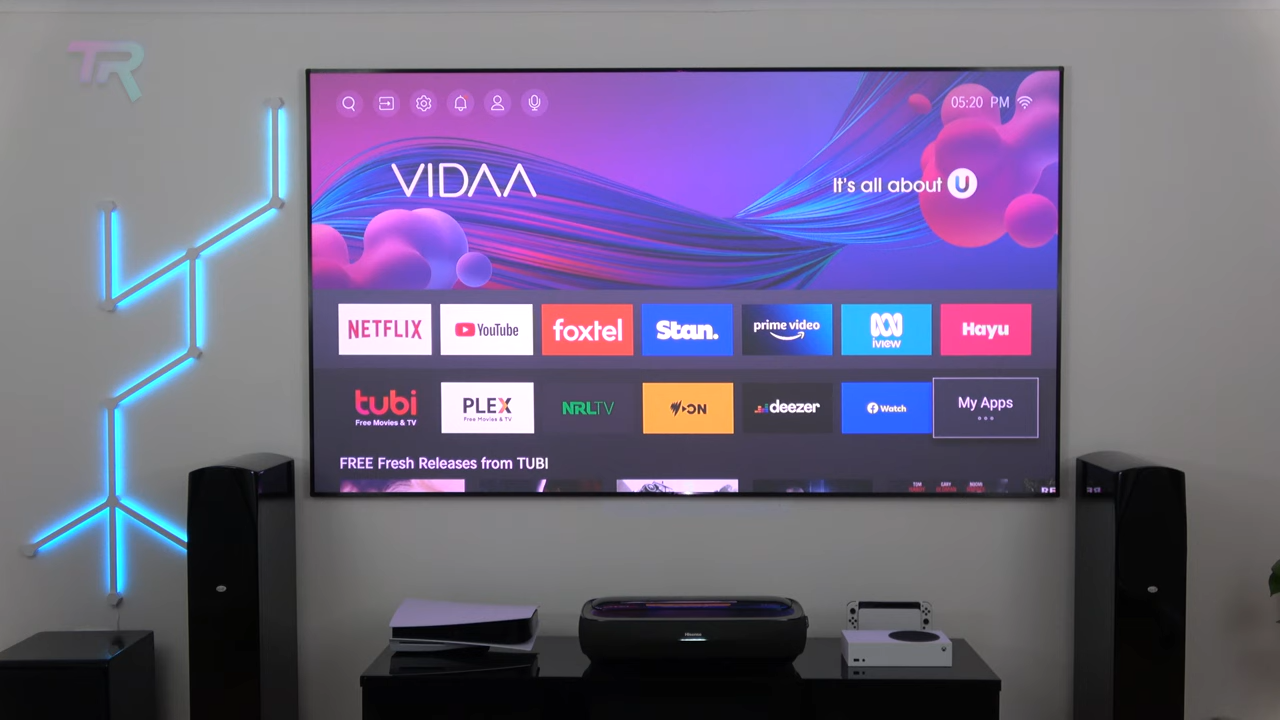 TR
05:20 PM
VIDAA
It's all about U
NETFLIX
YouTube
foxtel
Stan.
prime video
iview
Hayu
tubi
Free Movies & TV
PLEX
Free Movies & TV
NRLTV
ON
deezer
Watch
My Apps
FREE Fresh Releases from TUBI
Hisense